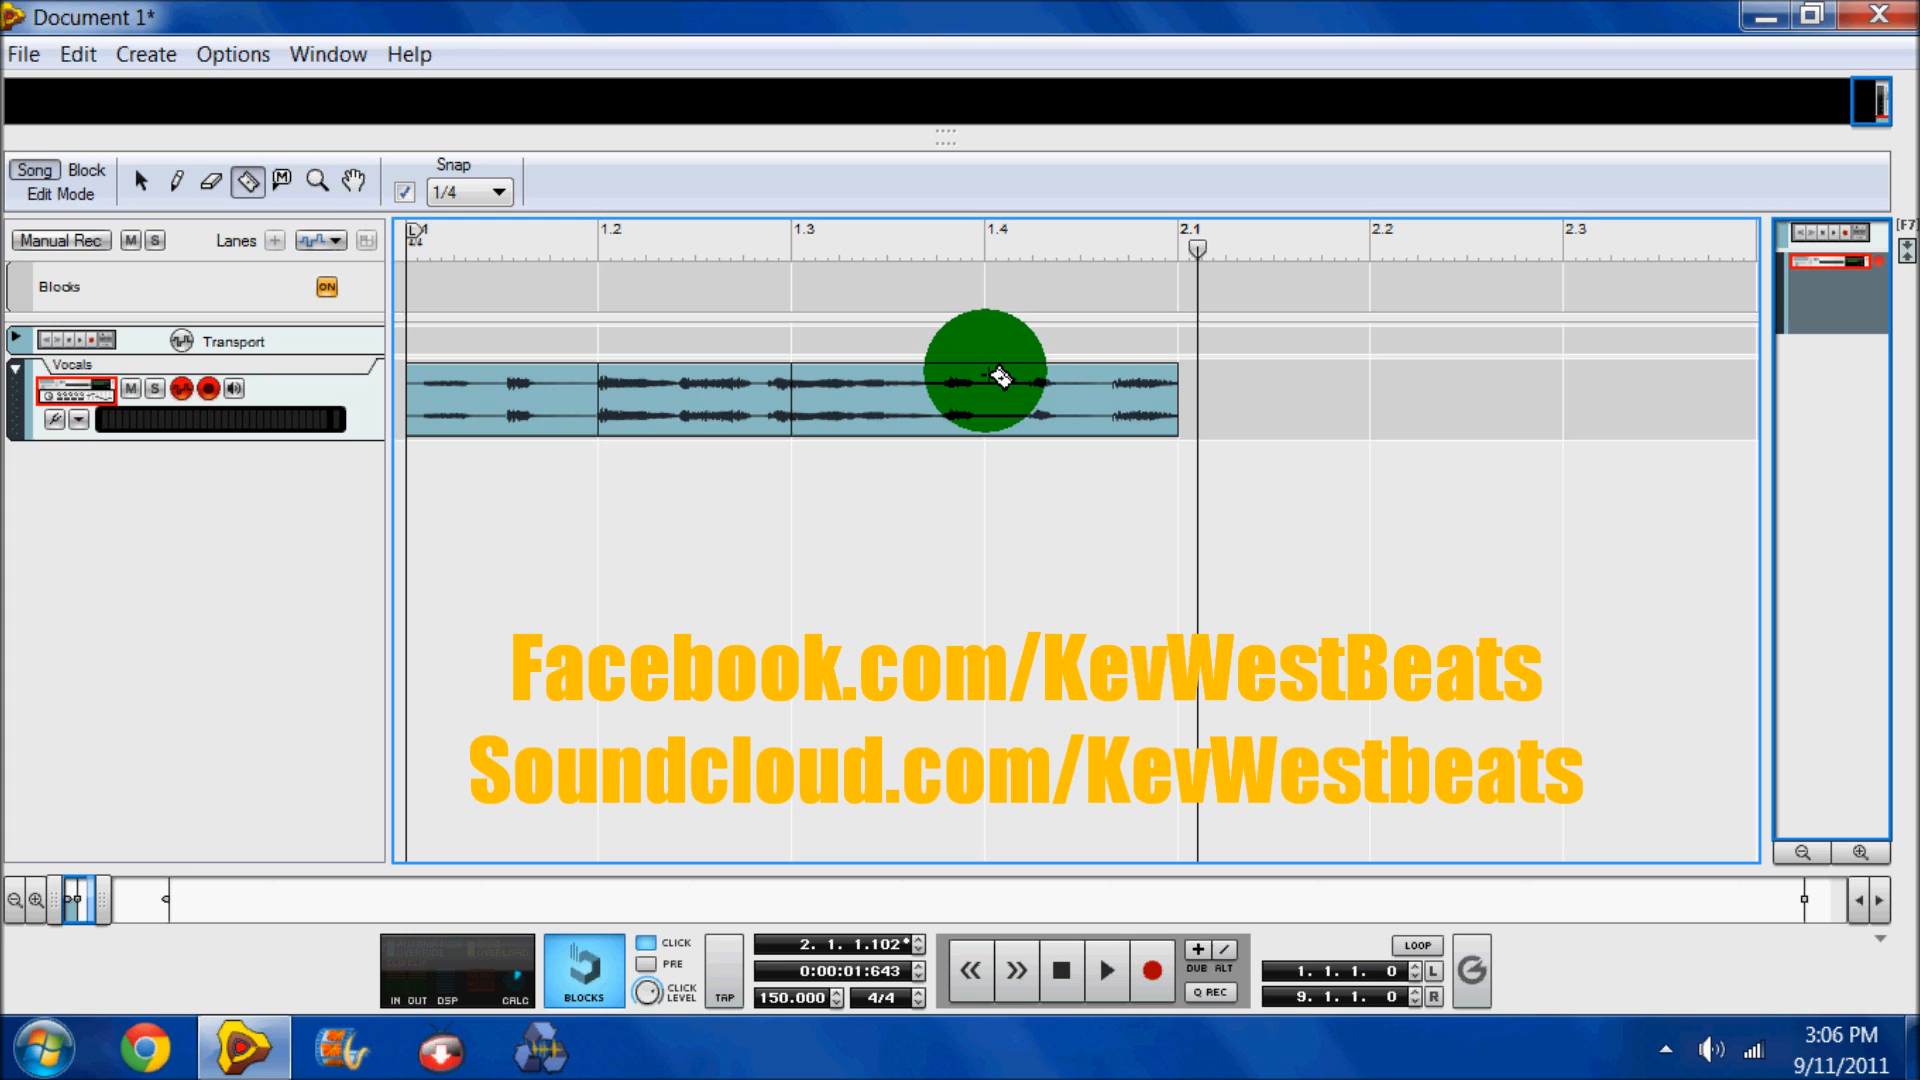 Document 1*
File Edit Create Options Window Help
Song Block
Edit Mode
Snap
1/4
[F7]
Manual Rec M S Lanes
L 1 1.2 1.3 1.4 2.1 2.2 2.3
4/4
Blocks ON
Transport
Vocals
M S
Facebook.com/KevWestBeats
Soundcloud.com/KevWestbeats
IN OUT DSP CALC
BLOCKS
CLICK
PRE
CLICK
LEVEL
TAP
2. 1. 1.102*
0:00:01:643
150.000 4/4
DUB ALT
Q REC
LOOP
1. 1. 1. 0 L
9. 1. 1. 0 R
3:06 PM
9/11/2011